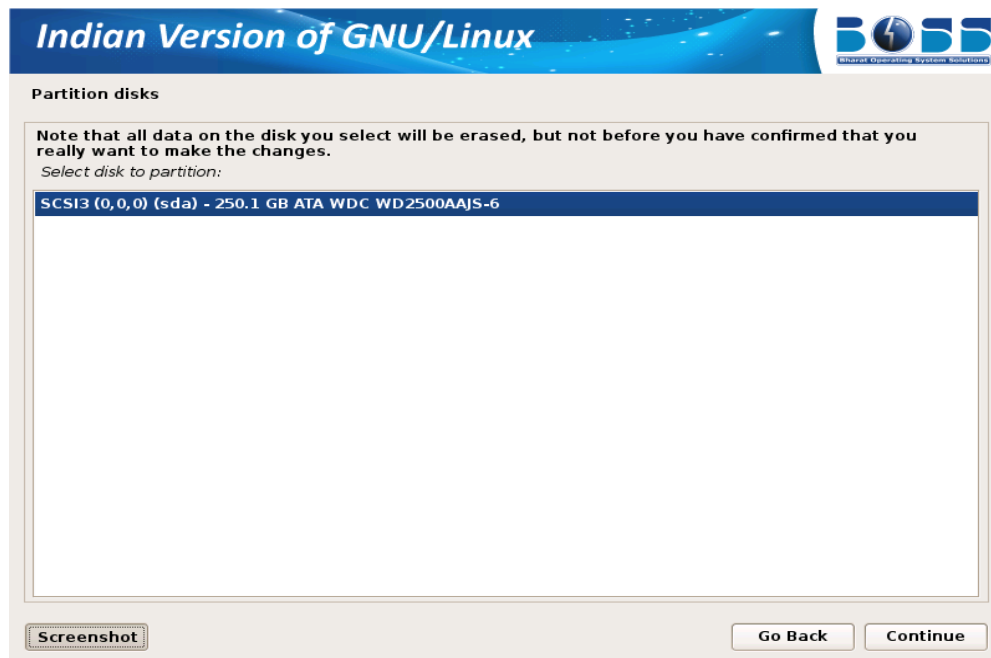 Indian Version of GNU/Linux
BOSS
Bharat Operating System Solutions
Partition disks
Note that all data on the disk you select will be erased, but not before you have confirmed that you
really want to make the changes.
Select disk to partition:
SCSI3 (0,0,0) (sda) - 250.1 GB ATA WDC WD2500AAJS-6
Screenshot
Go Back
Continue